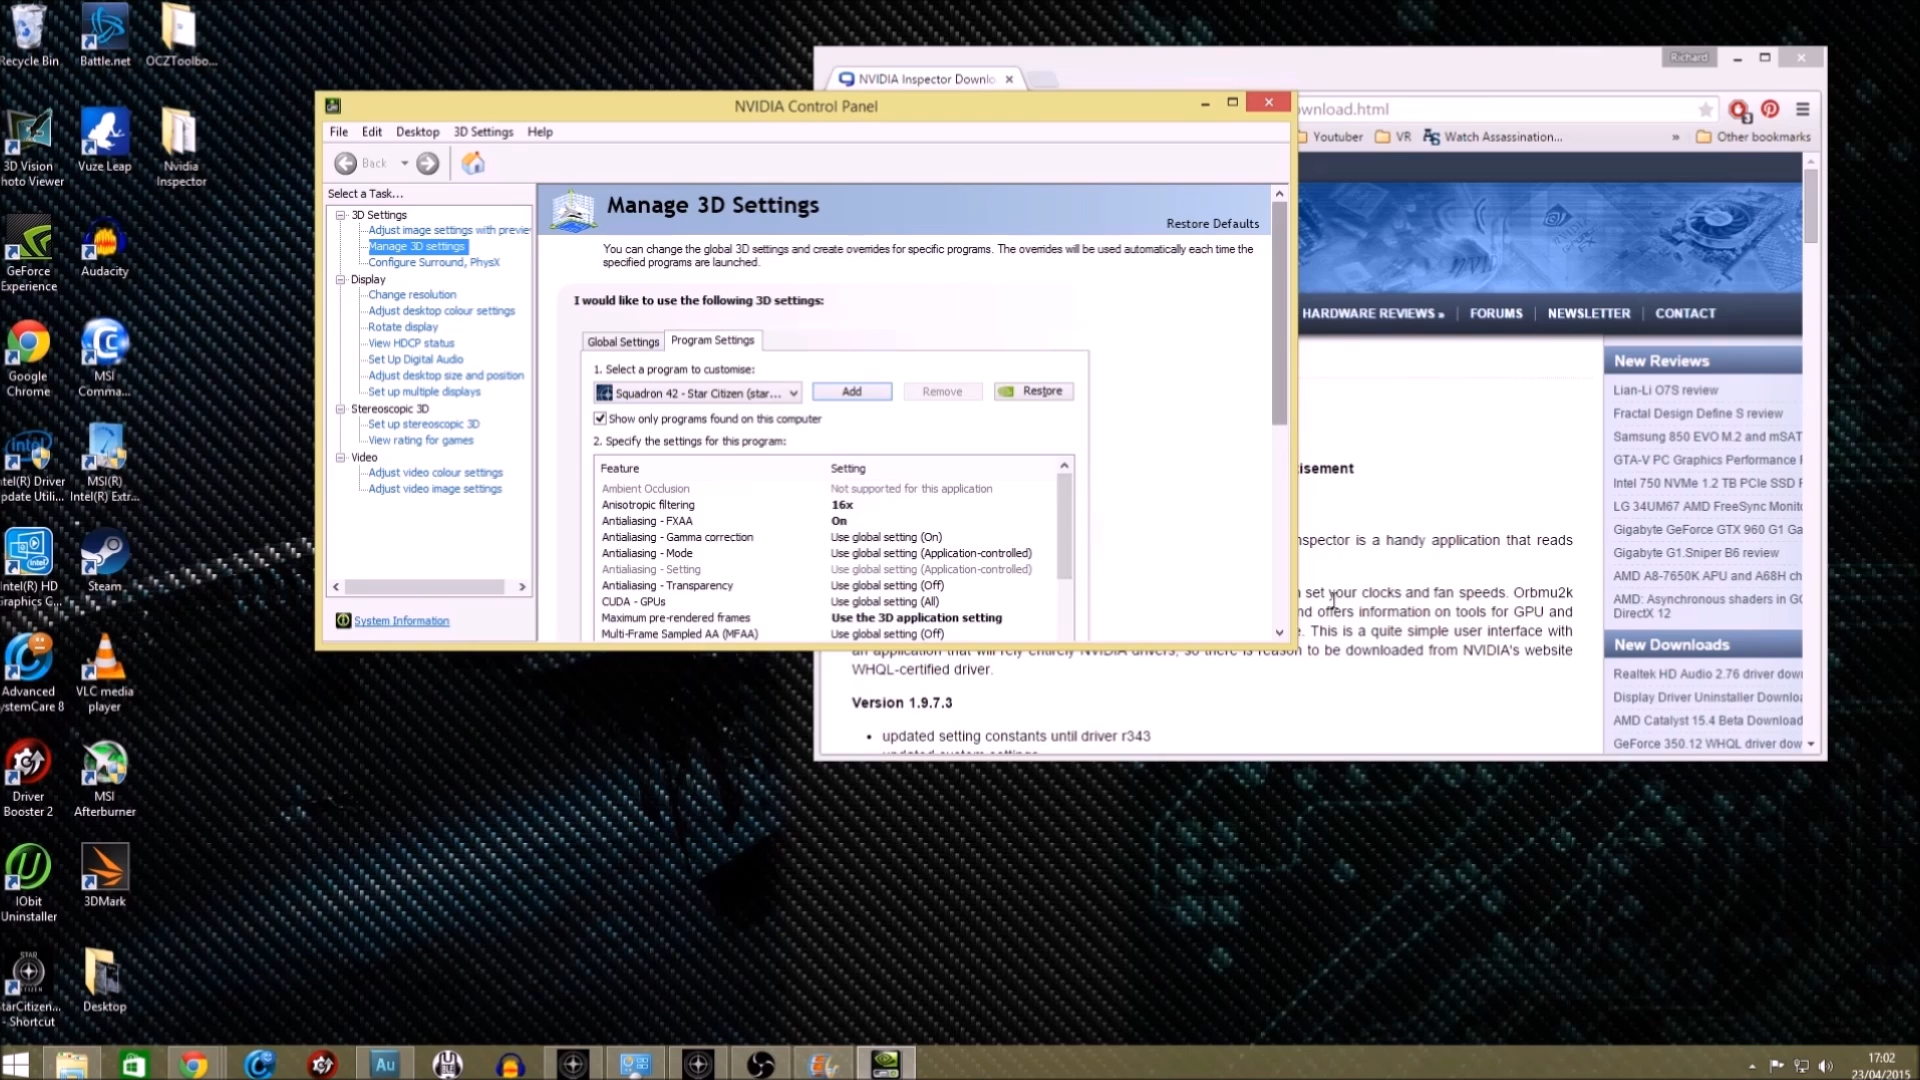 Recycle Bin
Battle.net
OCZToolbo...
3D Vision
Photo Viewer
Vuze Leap
Nvidia
Inspector
GeForce
Experience
Audacity
Google
Chrome
MSI
Comma...
Intel(R) Driver
Update Utili...
MSI(R)
Intel(R) Extr...
Intel(R) HD
Graphics C...
Steam
Advanced
SystemCare 8
VLC media
player
Driver
Booster 2
MSI
Afterburner
IObit
Uninstaller
3DMark
StarCitizen...
- Shortcut
Desktop
NVIDIA Control Panel
File Edit Desktop 3D Settings Help
Back
Select a Task...
3D Settings
Adjust image settings with previe
Manage 3D settings
Configure Surround, PhysX
Display
Change resolution
Adjust desktop colour settings
Rotate display
View HDCP status
Set Up Digital Audio
Adjust desktop size and position
Set up multiple displays
Stereoscopic 3D
Set up stereoscopic 3D
View rating for games
Video
Adjust video colour settings
Adjust video image settings
System Information
Manage 3D Settings
Restore Defaults
You can change the global 3D settings and create overrides for specific programs. The overrides will be used automatically each time the
specified programs are launched.
I would like to use the following 3D settings:
Global Settings Program Settings
1. Select a program to customise:
Squadron 42 - Star Citizen (star... Add Remove Restore
Show only programs found on this computer
2. Specify the settings for this program:
Feature Setting
Ambient Occlusion Not supported for this application
Anisotropic filtering 16x
Antialiasing - FXAA On
Antialiasing - Gamma correction Use global setting (On)
Antialiasing - Mode Use global setting (Application-controlled)
Antialiasing - Setting Use global setting (Application-controlled)
Antialiasing - Transparency Use global setting (Off)
CUDA - GPUs Use global setting (All)
Maximum pre-rendered frames Use the 3D application setting
Multi-Frame Sampled AA (MFAA) Use global setting (Off)
Richard
NVIDIA Inspector Downlo
wnload.html
Youtuber VR Watch Assassination... » Other bookmarks
HARDWARE REVIEWS » FORUMS NEWSLETTER CONTACT
isement
nspector is a handy application that reads
set your clocks and fan speeds. Orbmu2k
nd offers information on tools for GPU and
e. This is a quite simple user interface with
an application that will rely entirely NVIDIA drivers, so there is reason to be downloaded from NVIDIA's website
WHQL-certified driver.
Version 1.9.7.3
• updated setting constants until driver r343
New Reviews
Lian-Li O7S review
Fractal Design Define S review
Samsung 850 EVO M.2 and mSAT
GTA-V PC Graphics Performance
Intel 750 NVMe 1.2 TB PCIe SSD
LG 34UM67 AMD FreeSync Monit
Gigabyte GeForce GTX 960 G1 Ga
Gigabyte G1.Sniper B6 review
AMD A8-7650K APU and A68H ch
AMD: Asynchronous shaders in GC
DirectX 12
New Downloads
Realtek HD Audio 2.76 driver dow
Display Driver Uninstaller Downlo
AMD Catalyst 15.4 Beta Download
GeForce 350.12 WHQL driver dow
Au
17:02
23/04/2015